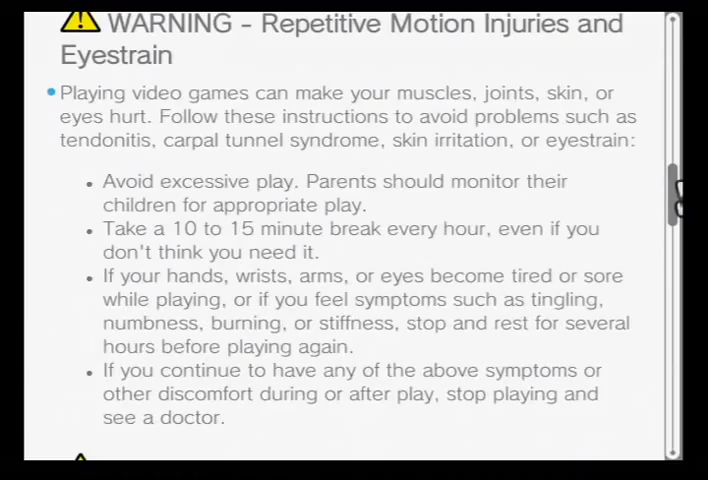 WARNING - Repetitive Motion Injuries and
Eyestrain
Playing video games can make your muscles, joints, skin, or
eyes hurt. Follow these instructions to avoid problems such as
tendonitis, carpal tunnel syndrome, skin irritation, or eyestrain:
Avoid excessive play. Parents should monitor their
children for appropriate play.
Take a 10 to 15 minute break every hour, even if you
don't think you need it.
If your hands, wrists, arms, or eyes become tired or sore
while playing, or if you feel symptoms such as tingling,
numbness, burning, or stiffness, stop and rest for several
hours before playing again.
If you continue to have any of the above symptoms or
other discomfort during or after play, stop playing and
see a doctor.